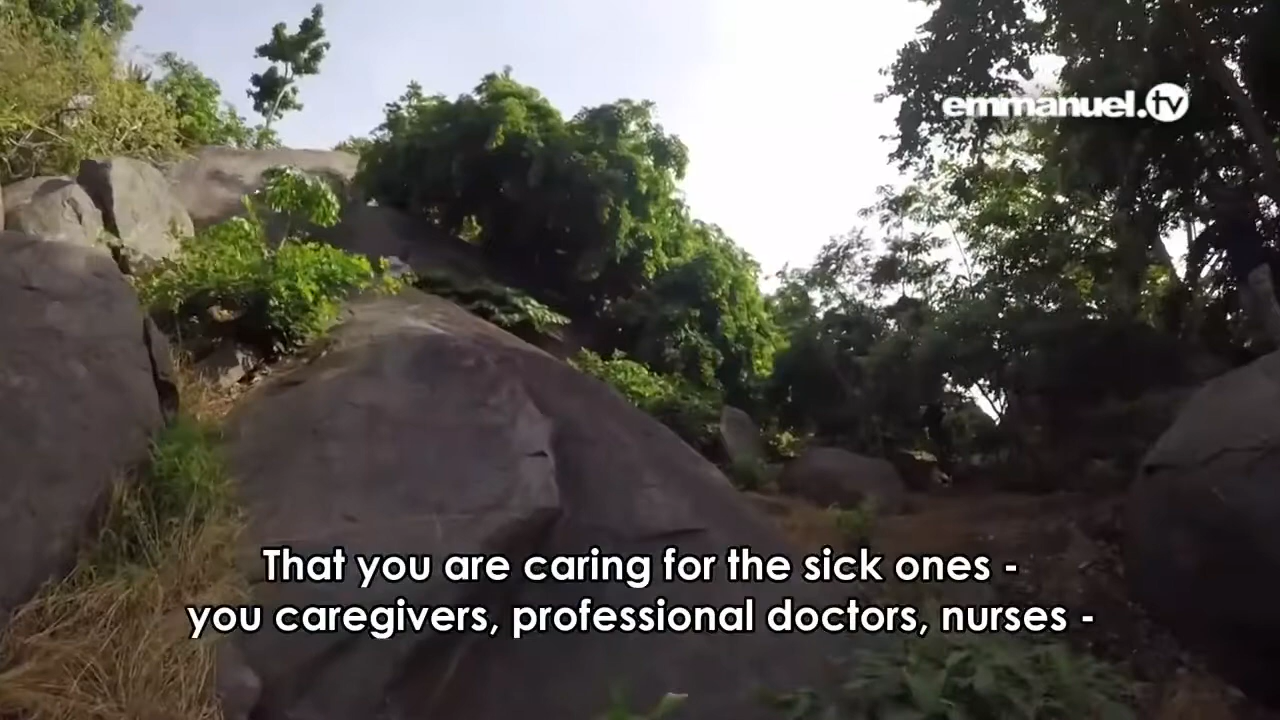 emmanuel.tv
That you are caring for the sick ones -
you caregivers, professional doctors, nurses -